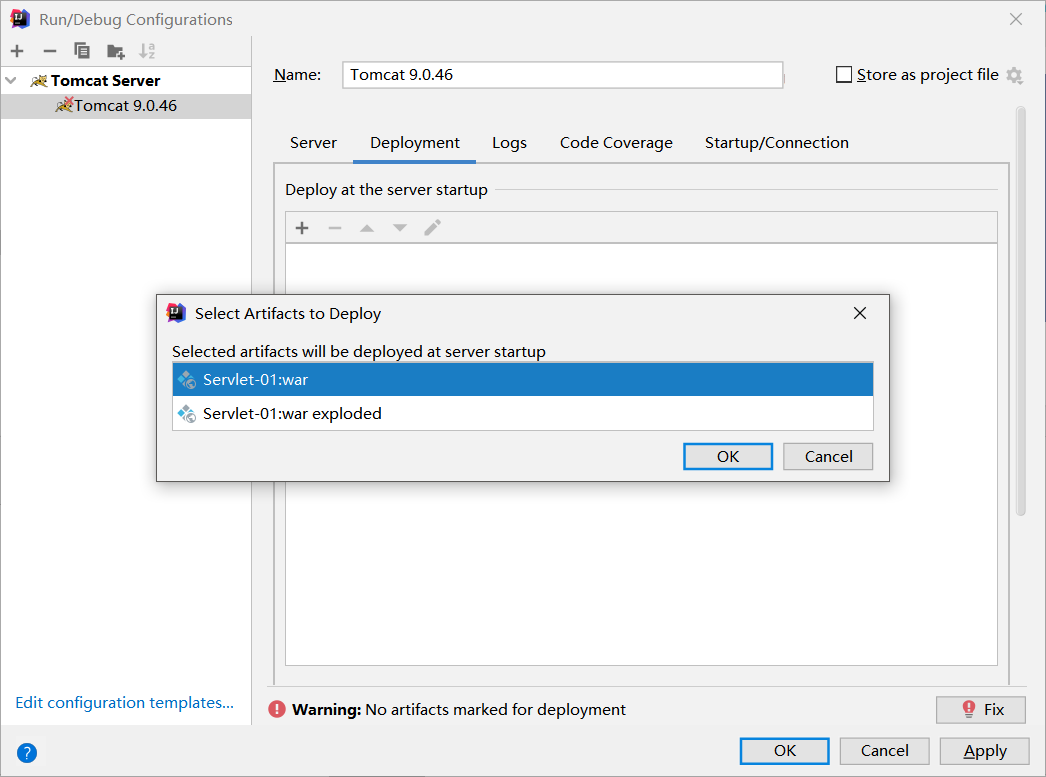 Run/Debug Configurations
Tomcat Server
Tomcat 9.0.46
Name: Tomcat 9.0.46 Store as project file
Server Deployment Logs Code Coverage Startup/Connection
Deploy at the server startup
Select Artifacts to Deploy
Selected artifacts will be deployed at server startup
Servlet-01:war
Servlet-01:war exploded
OK Cancel
Edit configuration templates...
Warning: No artifacts marked for deployment Fix
OK Cancel Apply